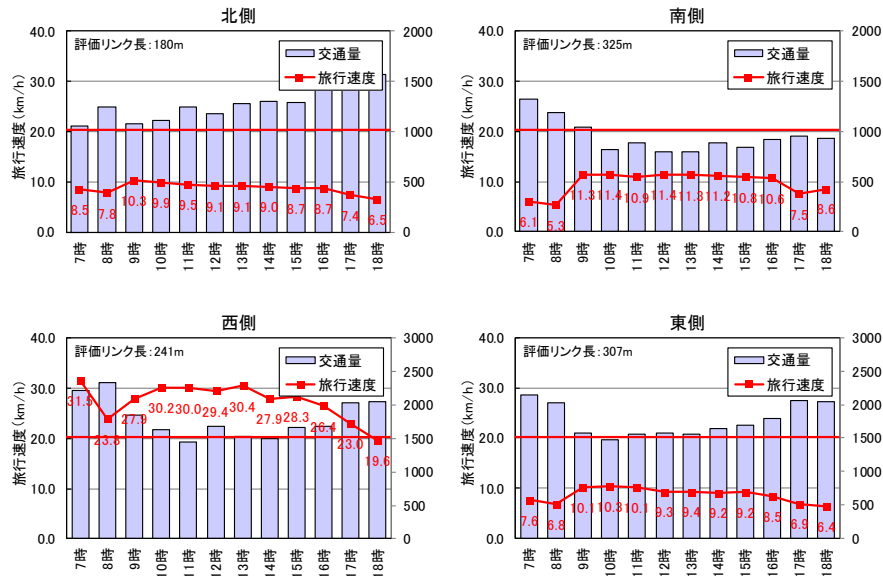 北側
評価リンク長:180m
交通量
旅行速度
旅行速度(km/h)
40.0
30.0
20.0
10.0
0.0
2000
1500
1000
500
0
8.5 7.8 10.3 9.9 9.5 9.1 9.1 9.0 8.7 8.7 7.4 6.5
7時 8時 9時 10時 11時 12時 13時 14時 15時 16時 17時 18時
南側
評価リンク長:325m
交通量
旅行速度
旅行速度(km/h)
40.0
30.0
20.0
10.0
0.0
2000
1500
1000
500
0
6.1 5.3 11.3 11.4 10.9 11.4 11.3 11.2 10.8 10.6 7.5 8.6
7時 8時 9時 10時 11時 12時 13時 14時 15時 16時 17時 18時
西側
評価リンク長:241m
交通量
旅行速度
旅行速度(km/h)
40.0
30.0
20.0
10.0
0.0
3000
2500
2000
1500
1000
500
0
31.5 23.8 27.9 30.2 30.0 29.4 30.4 27.9 28.3 26.4 23.0 19.6
7時 8時 9時 10時 11時 12時 13時 14時 15時 16時 17時 18時
東側
評価リンク長:307m
交通量
旅行速度
旅行速度(km/h)
40.0
30.0
20.0
10.0
0.0
3000
2500
2000
1500
1000
500
0
7.6 6.8 10.1 10.3 10.1 9.3 9.4 9.2 9.2 8.5 6.9 6.4
7時 8時 9時 10時 11時 12時 13時 14時 15時 16時 17時 18時